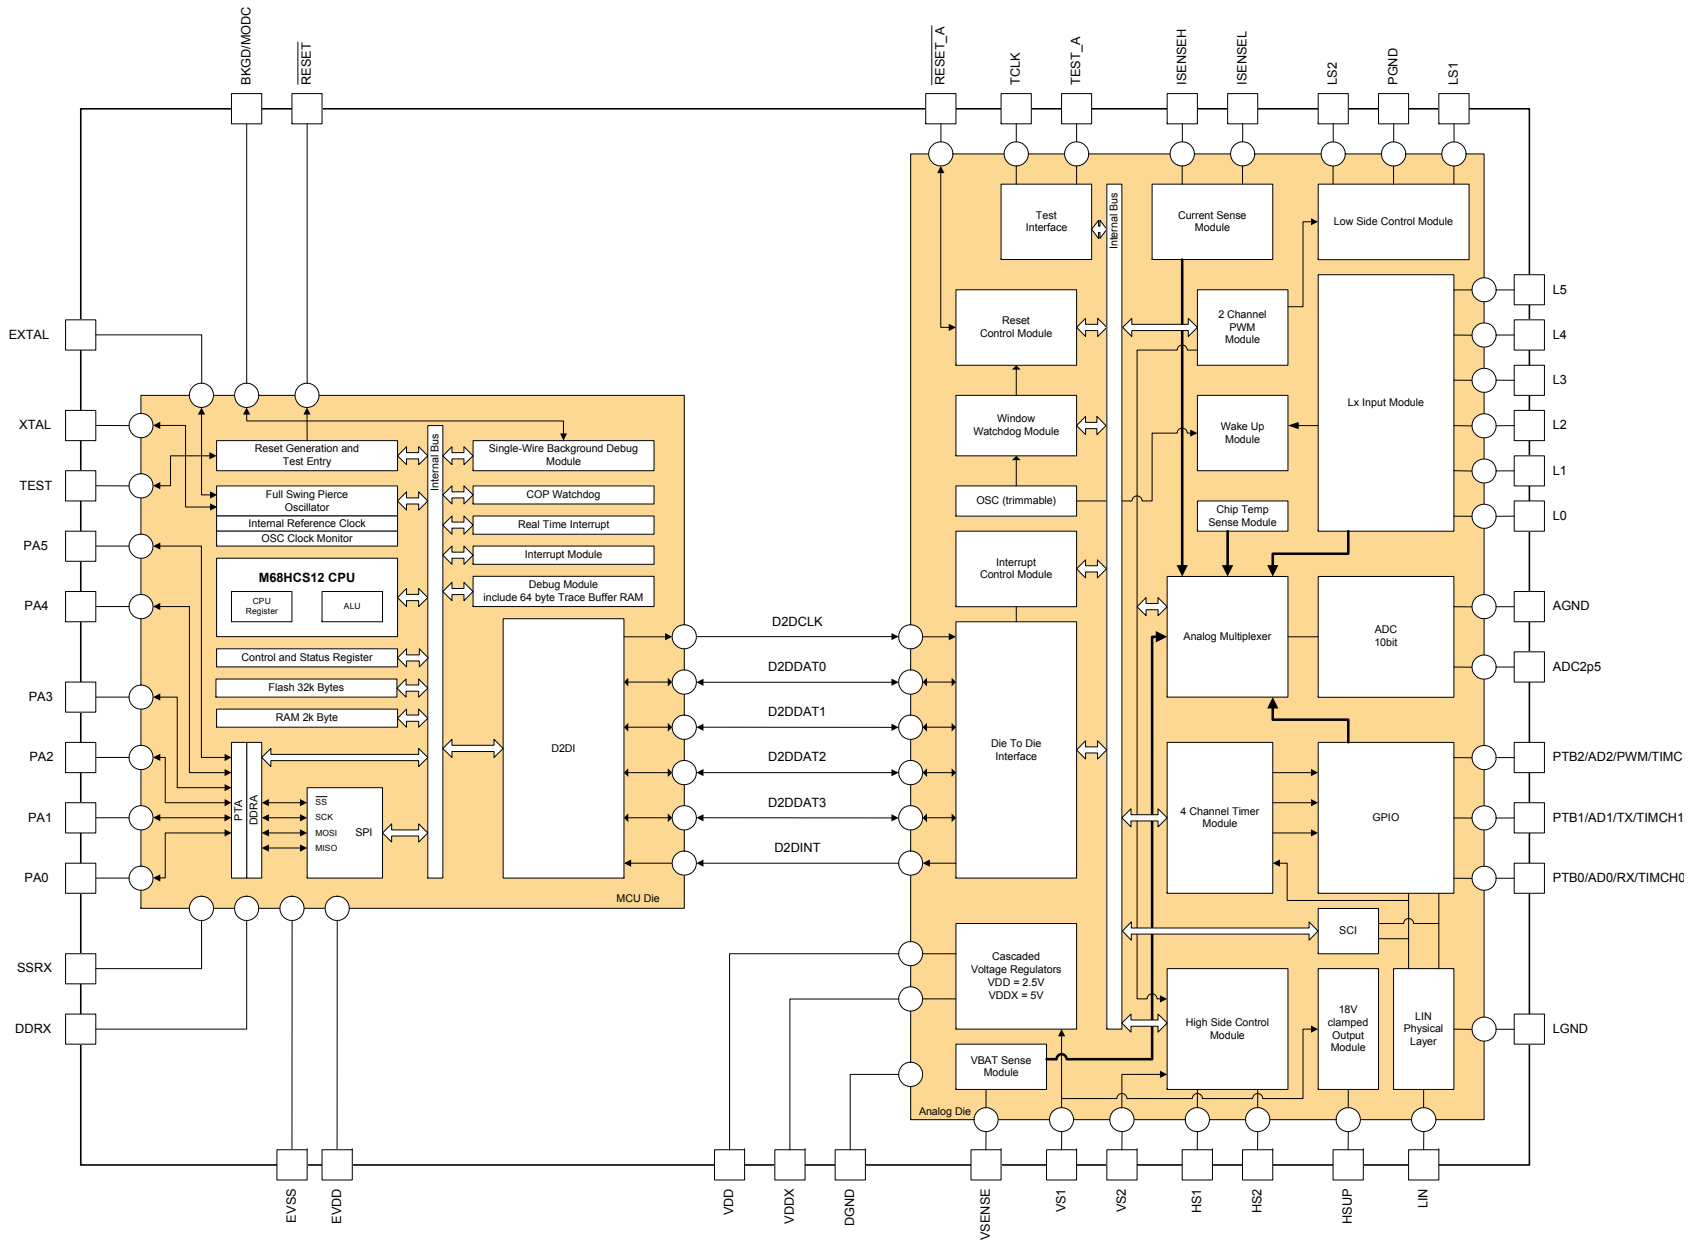 BKGD/MODC
RESET
RESET_A
TCLK
TEST_A
ISENSEH
ISENSEL
LS2
PGND
LS1
EXTAL
XTAL
TEST
PA5
PA4
PA3
PA2
PA1
PA0
SSRX
DDRX
Reset Generation and
Test Entry
Full Swing Pierce
Oscillator
Internal Reference Clock
OSC Clock Monitor
M68HCS12 CPU
CPU
Register
ALU
Control and Status Register
Flash 32k Bytes
RAM 2k Byte
PTA
DDRA
SS
SCK
MOSI
MISO
SPI
Internal Bus
Single-Wire Background Debug
Module
COP Watchdog
Real Time Interrupt
Interrupt Module
Debug Module
include 64 byte Trace Buffer RAM
D2DI
MCU Die
D2DCLK
D2DDAT0
D2DDAT1
D2DDAT2
D2DDAT3
D2DINT
Test
Interface
Internal Bus
Current Sense
Module
Low Side Control Module
Reset
Control Module
2 Channel
PWM
Module
Lx Input Module
Window
Watchdog Module
Wake Up
Module
OSC (trimmable)
Chip Temp
Sense Module
Interrupt
Control Module
Analog Multiplexer
ADC
10bit
Die To Die
Interface
4 Channel Timer
Module
GPIO
SCI
Cascaded
Voltage Regulators
VDD = 2.5V
VDDX = 5V
High Side Control
Module
18V
clamped
Output
Module
LIN
Physical
Layer
VBAT Sense
Module
Analog Die
L5
L4
L3
L2
L1
L0
AGND
ADC2p5
PTB2/AD2/PWM/TIMC
PTB1/AD1/TX/TIMCH1
PTB0/AD0/RX/TIMCH0
LGND
EVSS
EVDD
VDD
VDDX
DGND
VSENSE
VS1
VS2
HS1
HS2
HSUP
LIN